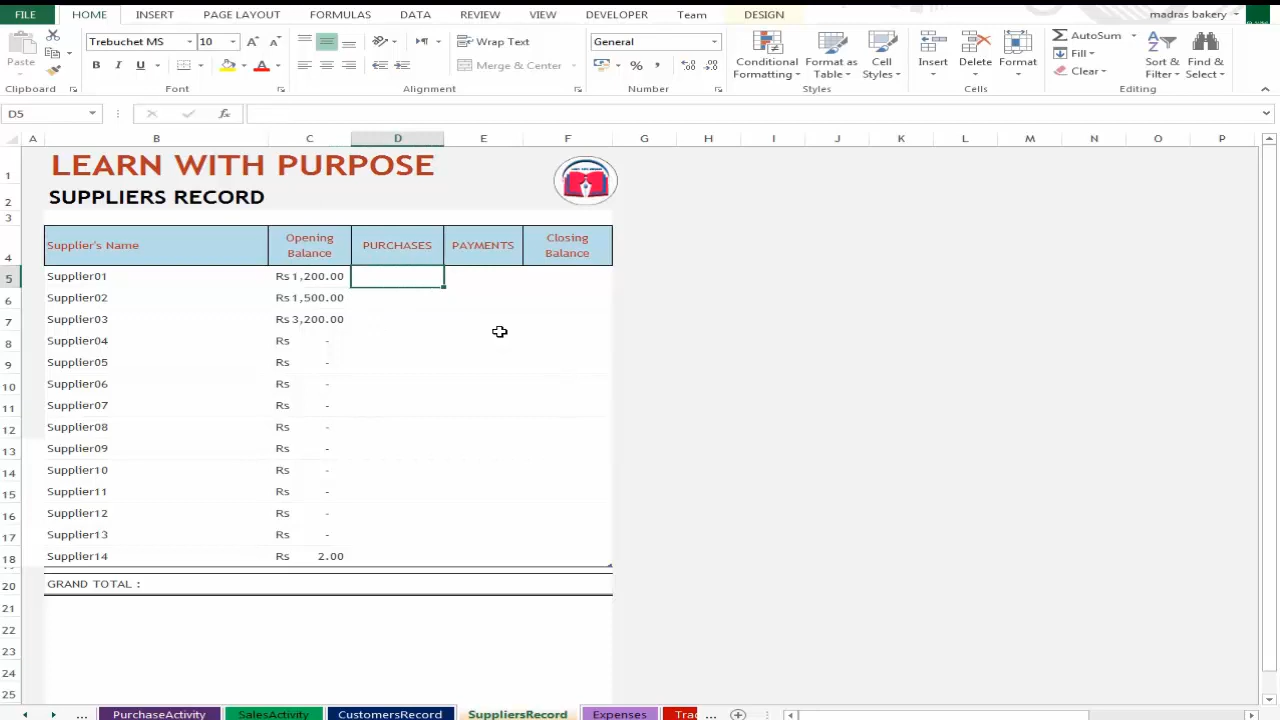 FILE HOME INSERT PAGE LAYOUT FORMULAS DATA REVIEW VIEW DEVELOPER Team DESIGN madras bakery
Trebuchet MS 10 Wrap Text General AutoSum
Paste B I U Merge & Center % , Conditional Formatting Format as Table Cell Styles Insert Delete Format Fill Clear Sort & Filter Find & Select
Clipboard Font Alignment Number Styles Cells Editing
D5 fx
A B C D E F G H I J K L M N O P
1 LEARN WITH PURPOSE
2 SUPPLIERS RECORD
3
4 Supplier's Name Opening Balance PURCHASES PAYMENTS Closing Balance
5 Supplier01 Rs 1,200.00
6 Supplier02 Rs 1,500.00
7 Supplier03 Rs 3,200.00
8 Supplier04 Rs -
9 Supplier05 Rs -
10 Supplier06 Rs -
11 Supplier07 Rs -
12 Supplier08 Rs -
13 Supplier09 Rs -
14 Supplier10 Rs -
15 Supplier11 Rs -
16 Supplier12 Rs -
17 Supplier13 Rs -
18 Supplier14 Rs 2.00
20 GRAND TOTAL :
21
22
23
24
25
... PurchaseActivity SalesActivity CustomersRecord SuppliersRecord Expenses Trac ...